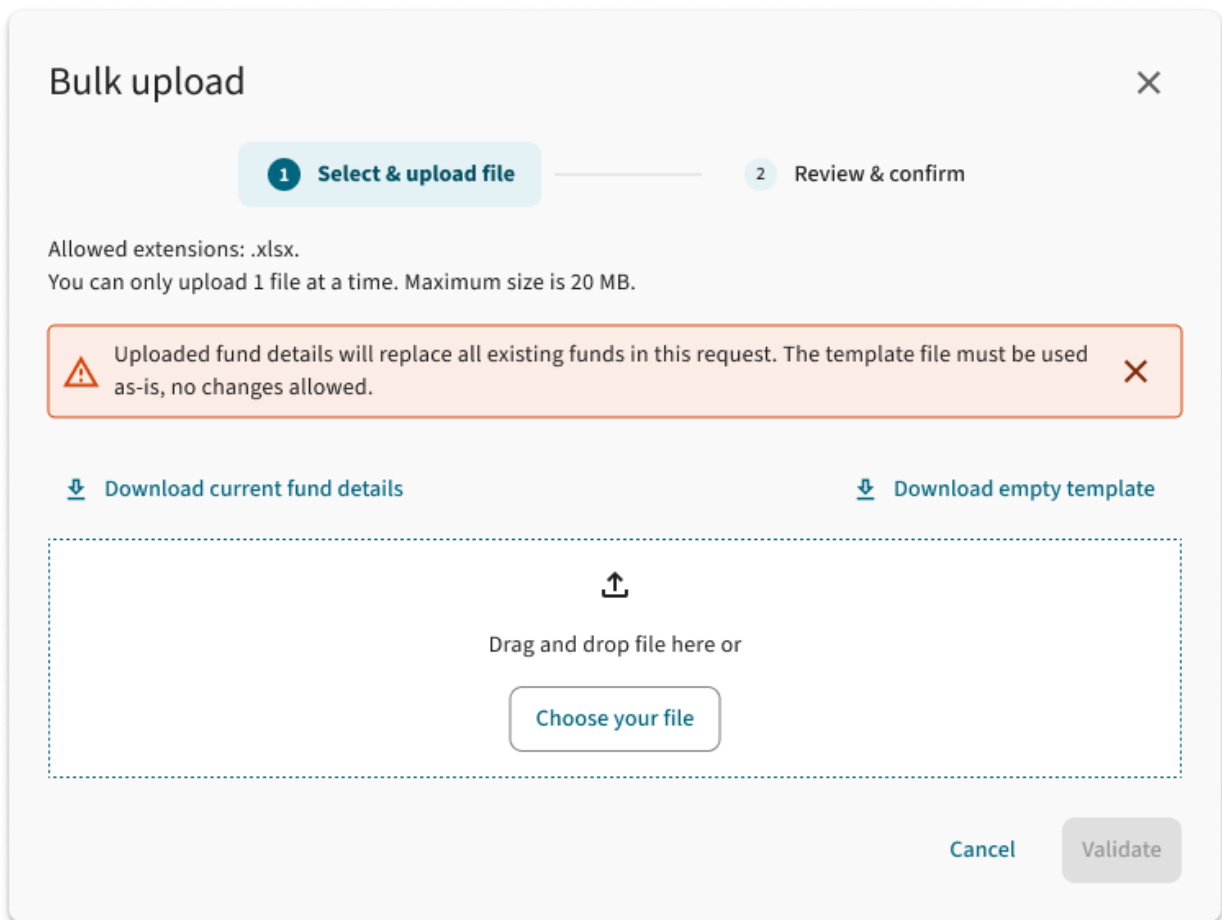 Bulk upload
1 Select & upload file
2 Review & confirm
Allowed extensions: .xlsx.
You can only upload 1 file at a time. Maximum size is 20 MB.
Uploaded fund details will replace all existing funds in this request. The template file must be used
as-is, no changes allowed.
Download current fund details
Download empty template
Drag and drop file here or
Choose your file
Cancel
Validate